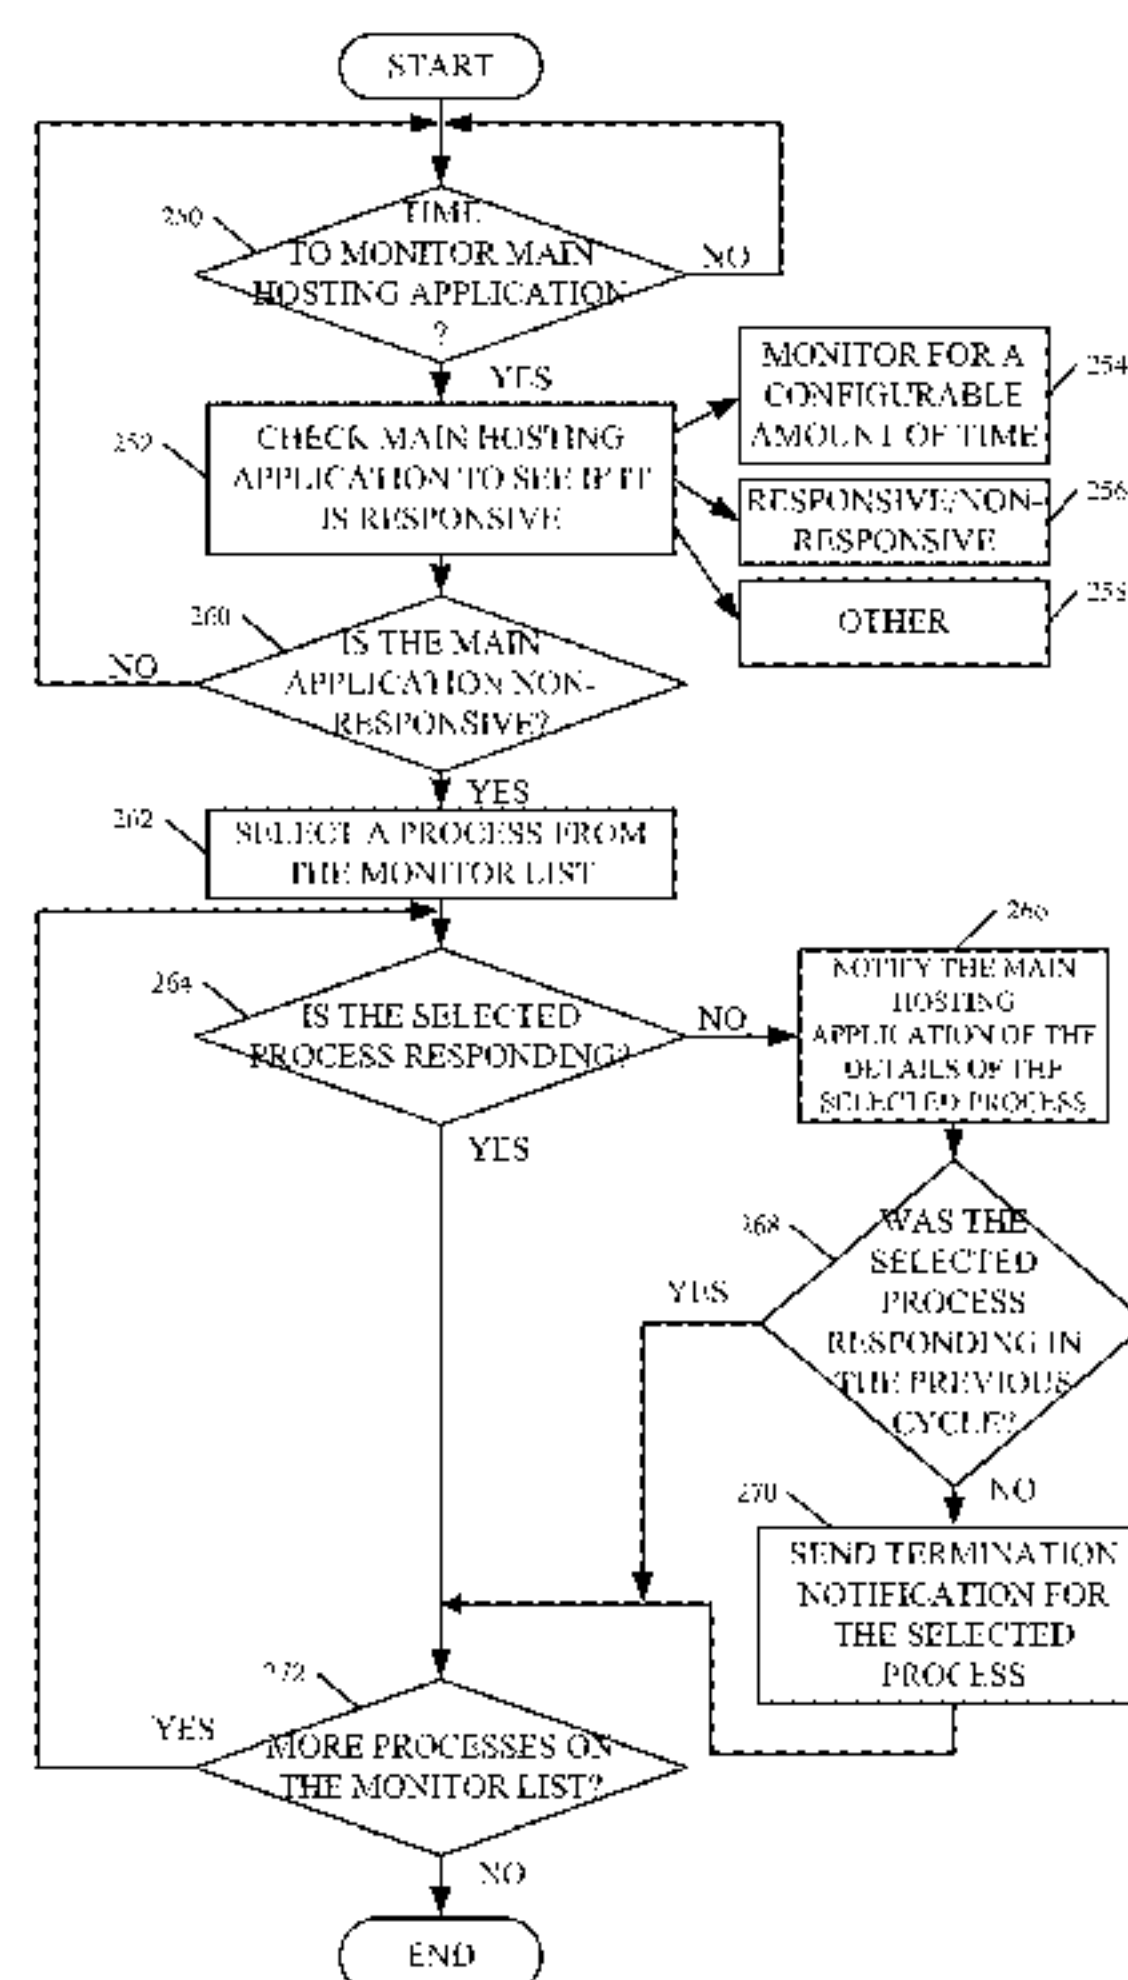 START
250
TIME
TO MONITOR MAIN
HOSTING APPLICATION
?
NO
YES
252
CHECK MAIN HOSTING
APPLICATION TO SEE IF IT
IS RESPONSIVE
MONITOR FOR A
CONFIGURABLE
AMOUNT OF TIME
254
RESPONSIVE/NON-
RESPONSIVE
256
OTHER
258
260
IS THE MAIN
APPLICATION NON-
RESPONSIVE?
NO
YES
262
SELECT A PROCESS FROM
THE MONITOR LIST
264
IS THE SELECTED
PROCESS RESPONDING?
NO
266
NOTIFY THE MAIN
HOSTING
APPLICATION OF THE
DETAILS OF THE
SELECTED PROCESS
YES
268
WAS THE
SELECTED
PROCESS
RESPONDING IN
THE PREVIOUS
CYCLE?
YES
NO
270
SEND TERMINATION
NOTIFICATION FOR
THE SELECTED
PROCESS
272
YES
MORE PROCESSES ON
THE MONITOR LIST?
NO
END